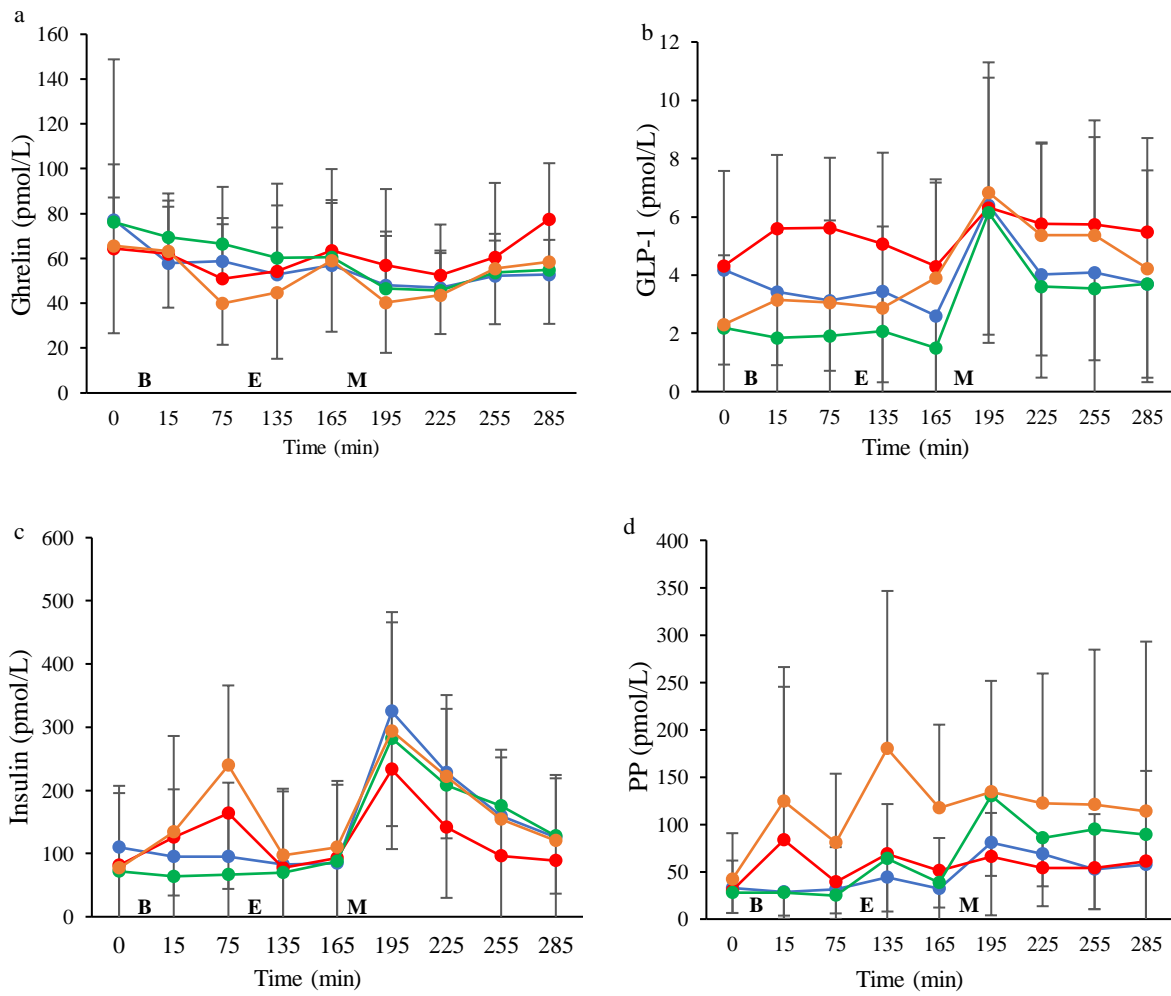 a
Ghrelin (pmol/L)
160
140
120
100
80
60
40
20
0
B E M
0 15 75 135 165 195 225 255 285
Time (min)
b
GLP-1 (pmol/L)
12
10
8
6
4
2
0
B E M
0 15 75 135 165 195 225 255 285
Time (min)
c
Insulin (pmol/L)
600
500
400
300
200
100
0
B E M
0 15 75 135 165 195 225 255 285
Time (min)
d
PP (pmol/L)
400
350
300
250
200
150
100
50
0
B E M
0 15 75 135 165 195 225 255 285
Time (min)